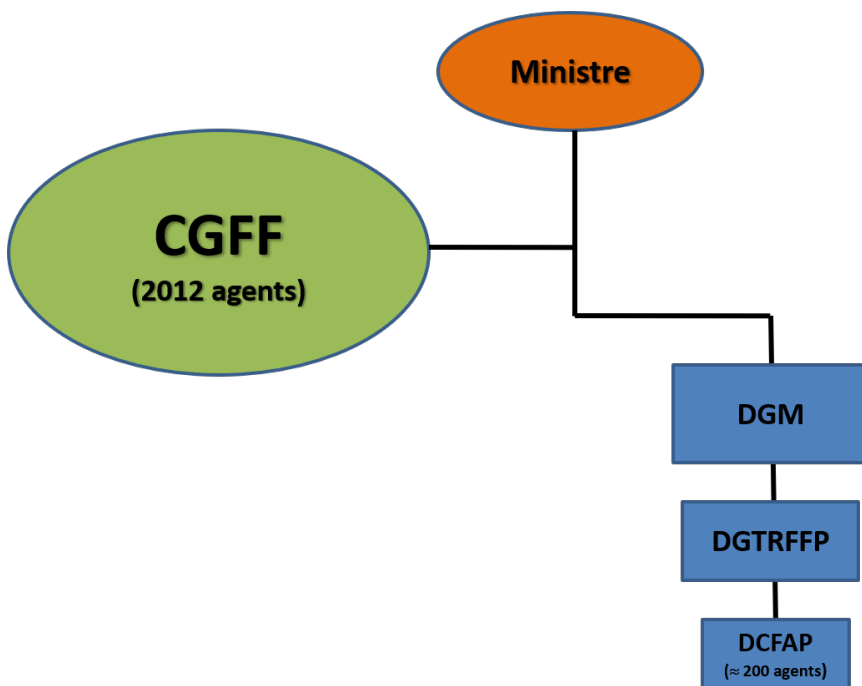 Ministre
CGFF
(2012 agents)
DGM
DGTRFFP
DCFAP
(≈ 200 agents)